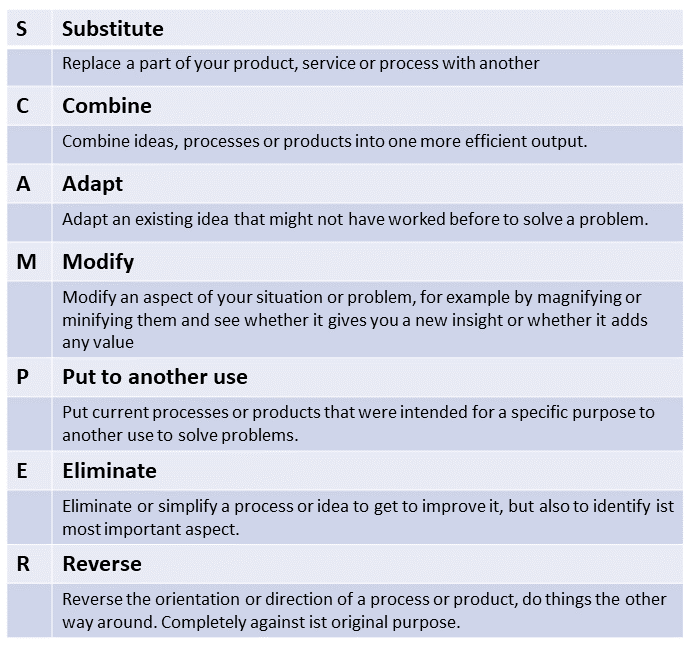 S Substitute
Replace a part of your product, service or process with another
C Combine
Combine ideas, processes or products into one more efficient output.
A Adapt
Adapt an existing idea that might not have worked before to solve a problem.
M Modify
Modify an aspect of your situation or problem, for example by magnifying or
minifying them and see whether it gives you a new insight or whether it adds
any value
P Put to another use
Put current processes or products that were intended for a specific purpose to
another use to solve problems.
E Eliminate
Eliminate or simplify a process or idea to get to improve it, but also to identify ist
most important aspect.
R Reverse
Reverse the orientation or direction of a process or product, do things the other
way around. Completely against ist original purpose.